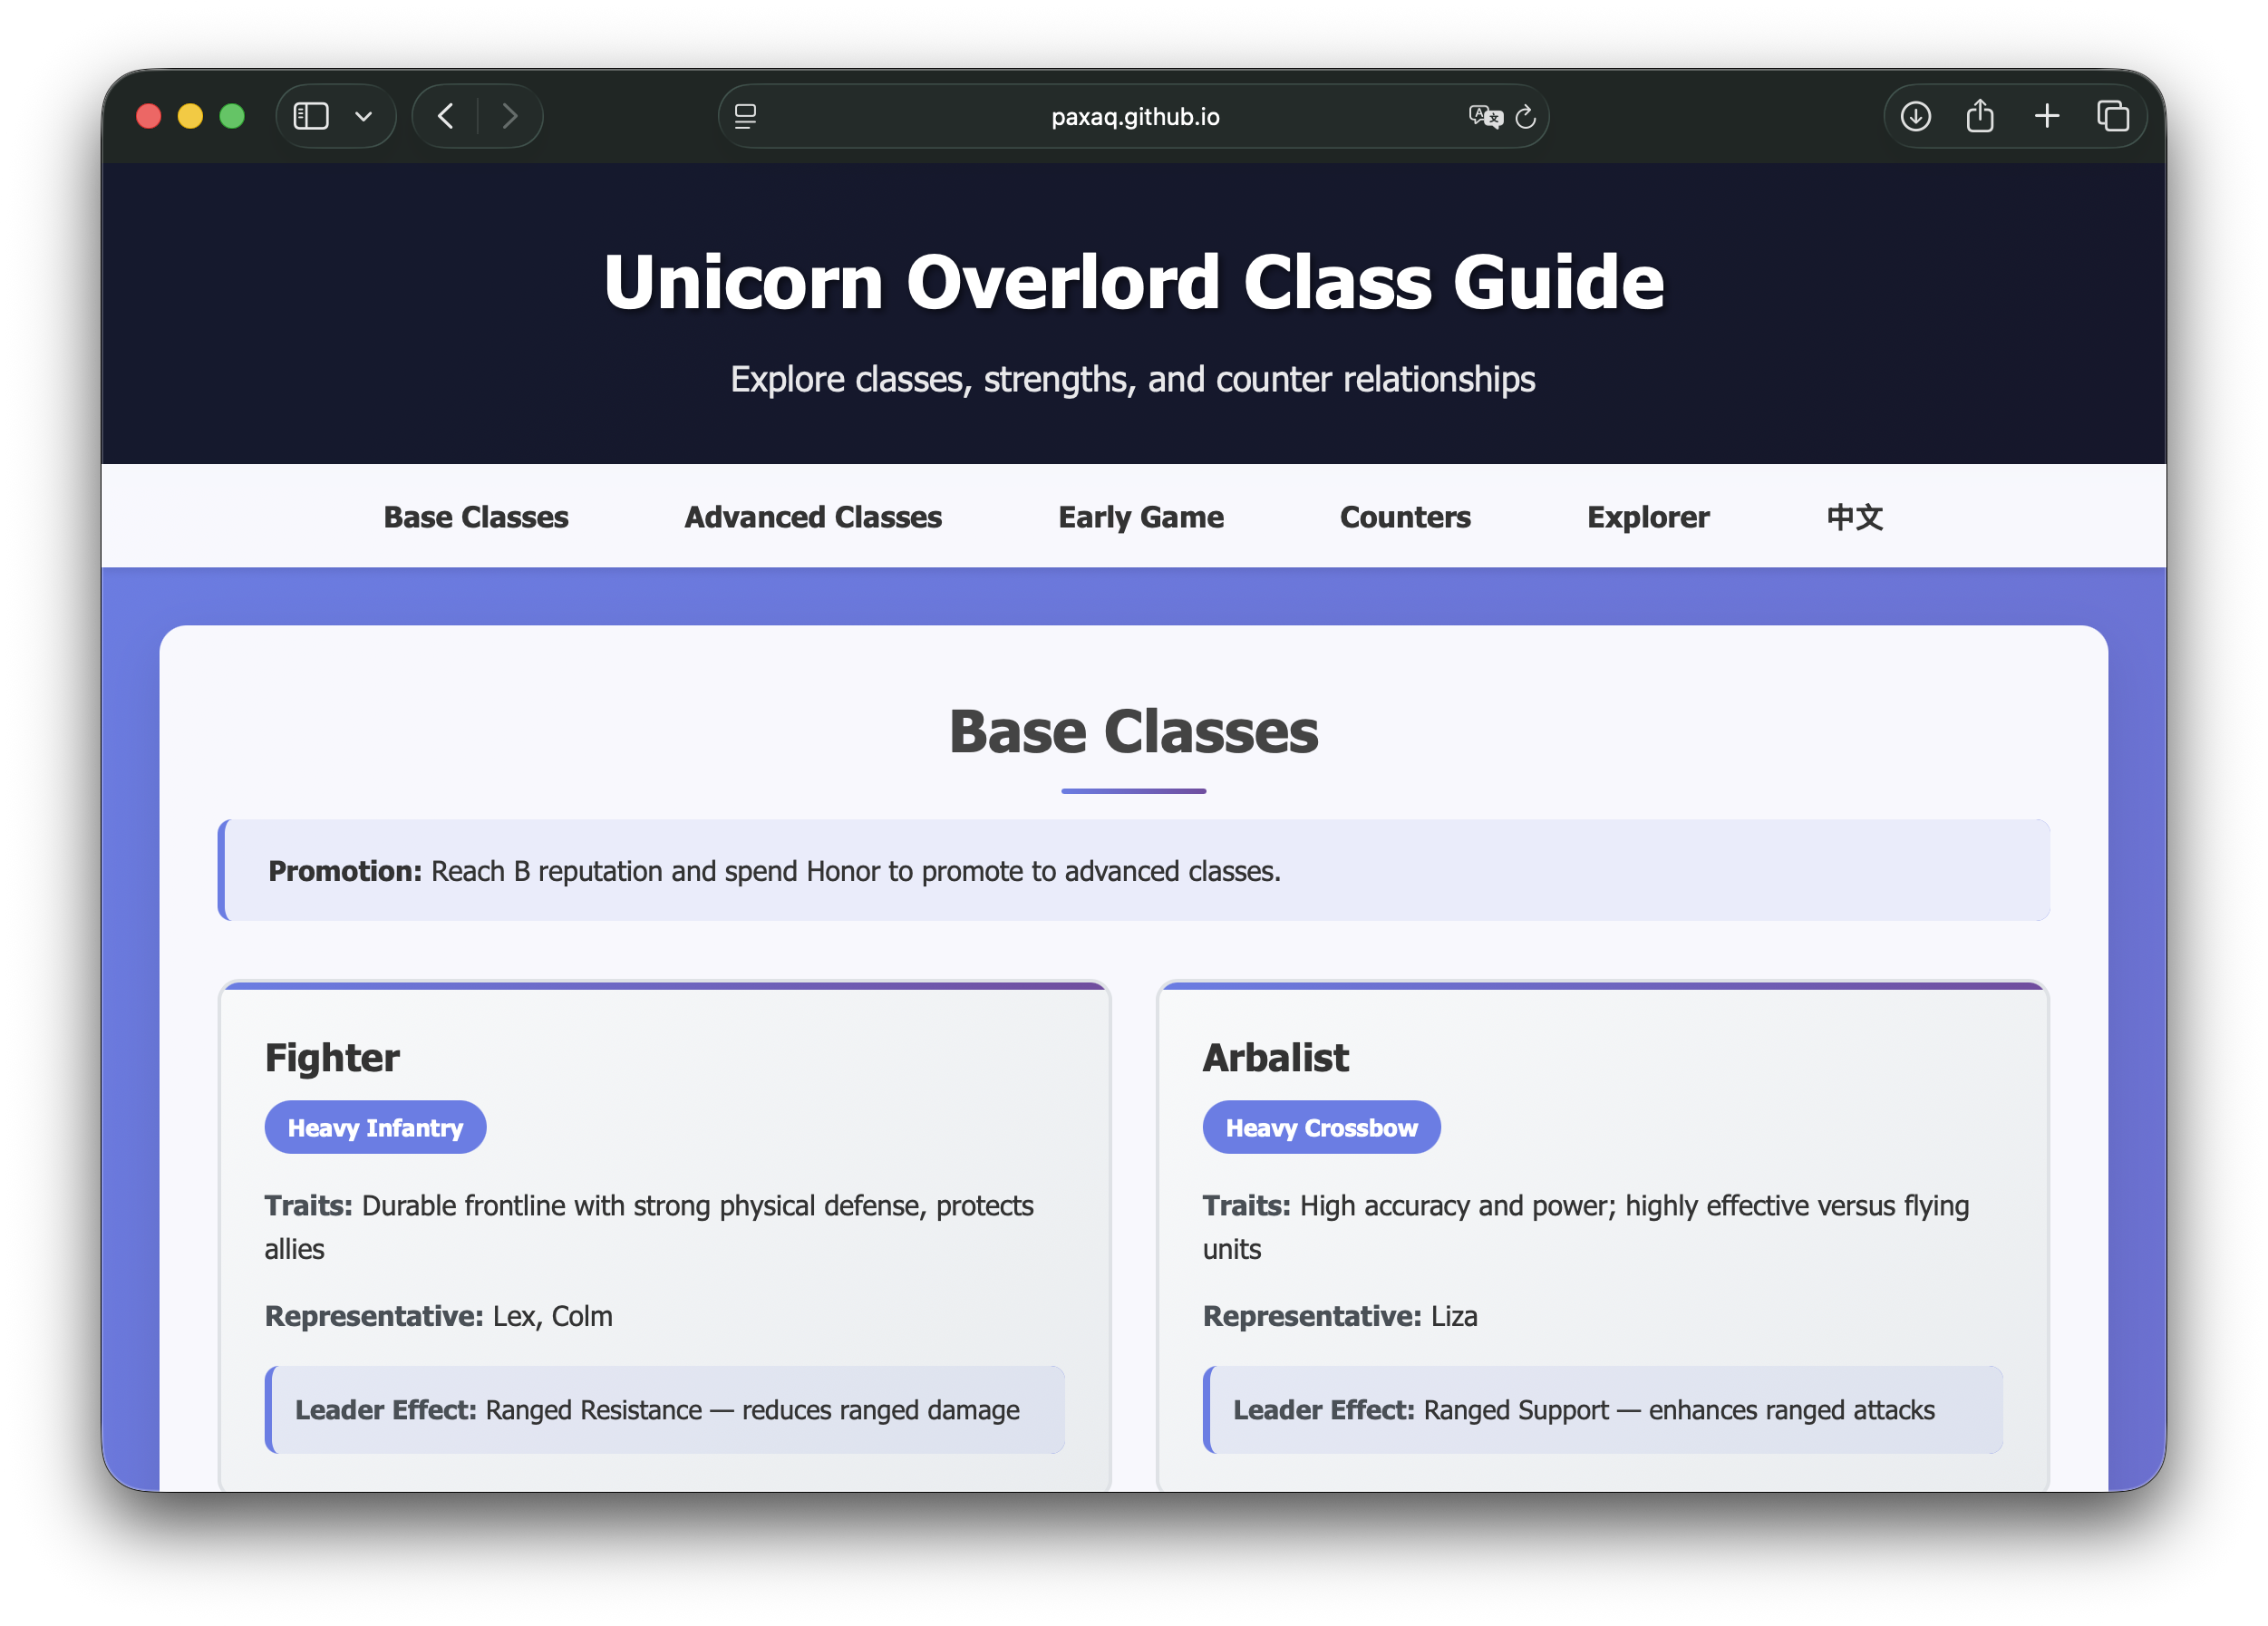 paxaq.github.io
Unicorn Overlord Class Guide
Explore classes, strengths, and counter relationships
Base Classes
Advanced Classes
Early Game
Counters
Explorer
中文
Base Classes
Promotion: Reach B reputation and spend Honor to promote to advanced classes.
Fighter
Heavy Infantry
Traits: Durable frontline with strong physical defense, protects
allies
Representative: Lex, Colm
Leader Effect: Ranged Resistance — reduces ranged damage
Arbalist
Heavy Crossbow
Traits: High accuracy and power; highly effective versus flying
units
Representative: Liza
Leader Effect: Ranged Support — enhances ranged attacks